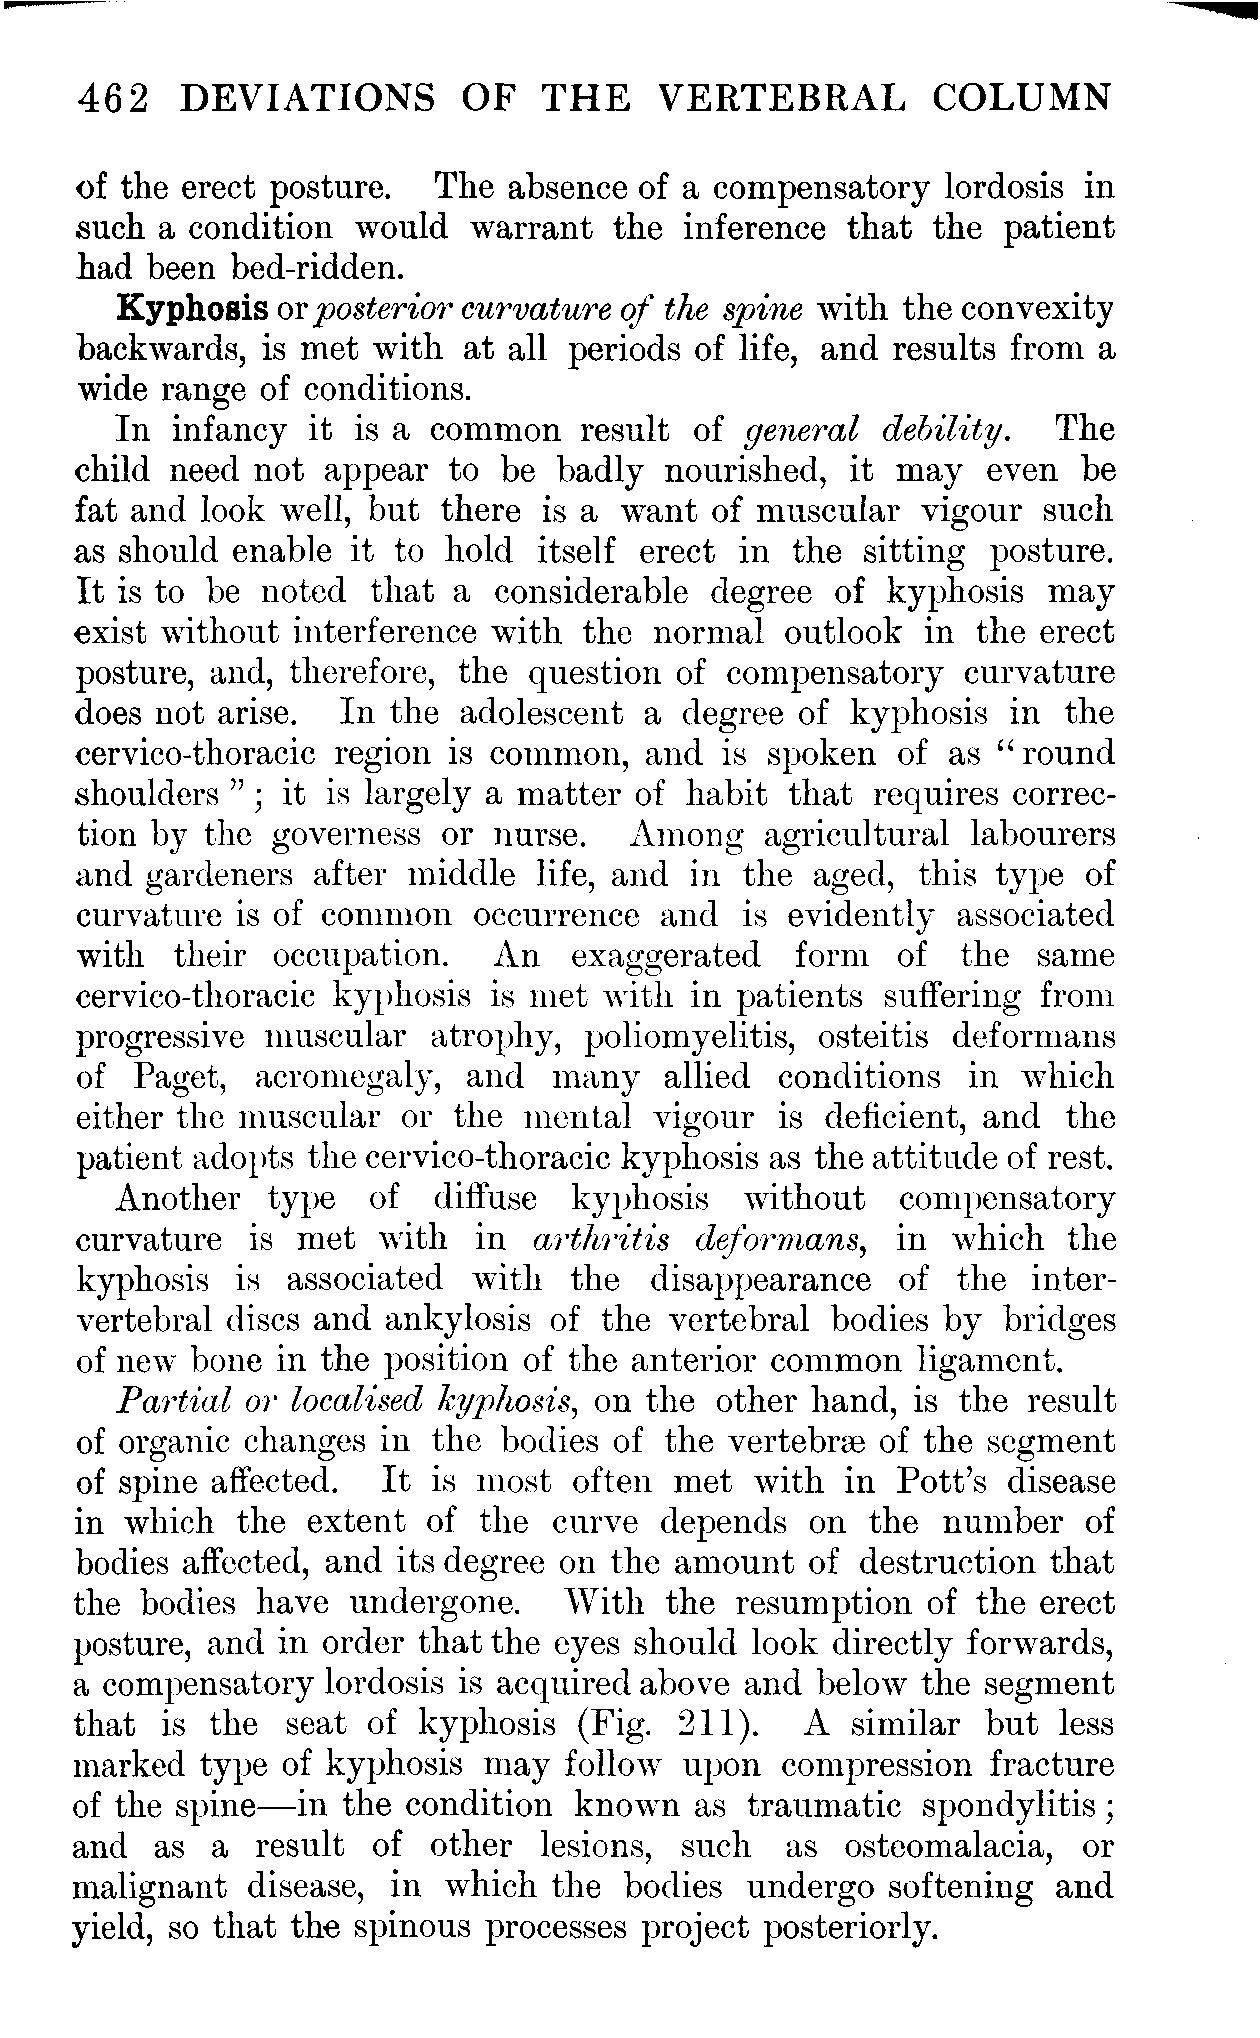 462 DEVIATIONS OF THE VERTEBRAL COLUMN
of the erect posture. The absence of a compensatory lordosis in
such a condition would warrant the inference that the patient
had been bed-ridden.
Kyphosis or posterior curvature of the spine with the convexity
backwards, is met with at all periods of life, and results from a
wide range of conditions.
In infancy it is a common result of general debility. The
child need not appear to be badly nourished, it may even be
fat and look well, but there is a want of muscular vigour such
as should enable it to hold itself erect in the sitting posture.
It is to be noted that a considerable degree of kyphosis may
exist without interference with the normal outlook in the erect
posture, and, therefore, the question of compensatory curvature
does not arise. In the adolescent a degree of kyphosis in the
cervico-thoracic region is common, and is spoken of as “round
shoulders” ; it is largely a matter of habit that requires correc-
tion by the governess or nurse. Among agricultural labourers
and gardeners after middle life, and in the aged, this type of
curvature is of common occurrence and is evidently associated
with their occupation. An exaggerated form of the same
cervico-thoracic kyphosis is met with in patients suffering from
progressive muscular atrophy, poliomyelitis, osteitis deformans
of Paget, acromegaly, and many allied conditions in which
either the muscular or the mental vigour is deficient, and the
patient adopts the cervico-thoracic kyphosis as the attitude of rest.
Another type of diffuse kyphosis without compensatory
curvature is met with in arthritis deformans, in which the
kyphosis is associated with the disappearance of the inter-
vertebral discs and ankylosis of the vertebral bodies by bridges
of new bone in the position of the anterior common ligament.
Partial or localised kyphosis, on the other hand, is the result
of organic changes in the bodies of the vertebræ of the segment
of spine affected. It is most often met with in Pott's disease
in which the extent of the curve depends on the number of
bodies affected, and its degree on the amount of destruction that
the bodies have undergone. With the resumption of the erect
posture, and in order that the eyes should look directly forwards,
a compensatory lordosis is acquired above and below the segment
that is the seat of kyphosis (Fig. 211). A similar but less
marked type of kyphosis may follow upon compression fracture
of the spine—in the condition known as traumatic spondylitis ;
and as a result of other lesions, such as osteomalacia, or
malignant disease, in which the bodies undergo softening and
yield, so that the spinous processes project posteriorly.